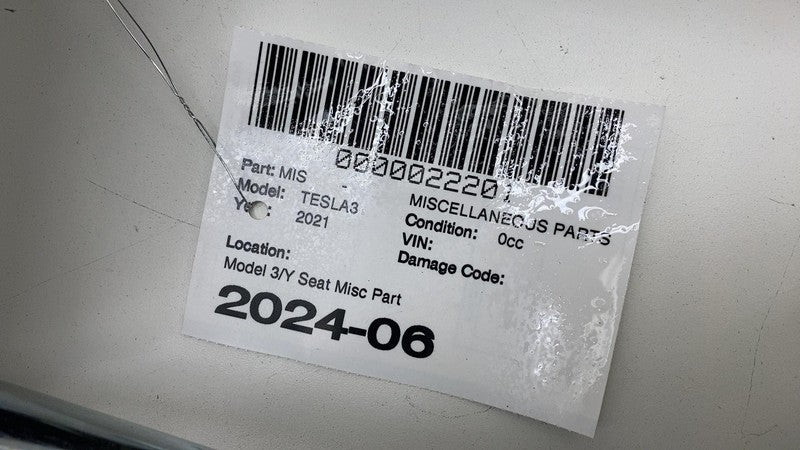 000002220
Part: MIS -
MISCELLANEOUS PARTS
Model: TESLA3
Condition: 0cc
2021
VIN:
Damage Code:
Location:
Model 3/Y Seat Misc Part
2024-06